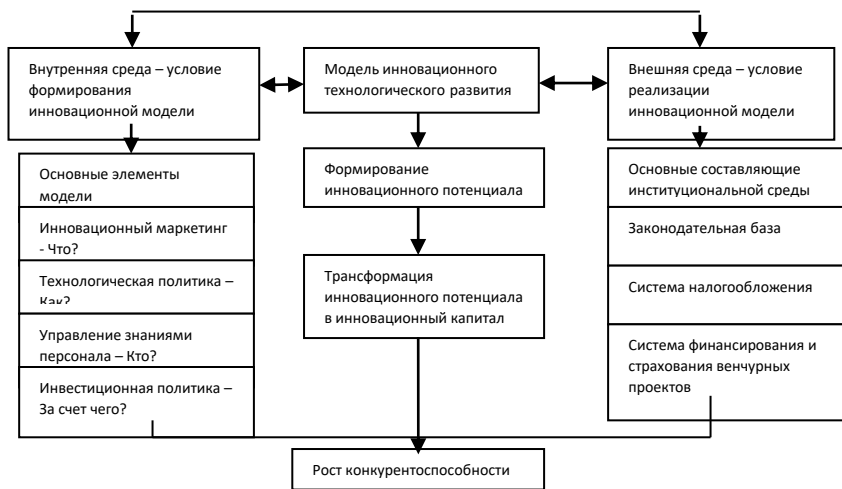 Внутренняя среда – условие
формирования
инновационной модели
Модель инновационного
технологического развития
Внешняя среда – условие
реализации
инновационной модели
Основные элементы
модели
Инновационный маркетинг
- Что?
Технологическая политика –
Как?
Управление знаниями
персонала – Кто?
Инвестиционная политика –
За счет чего?
Формирование
инновационного потенциала
Трансформация
инновационного потенциала
в инновационный капитал
Основные составляющие
институциональной среды
Законодательная база
Система налогообложения
Система финансирования и
страхования венчурных
проектов
Рост конкурентоспособности